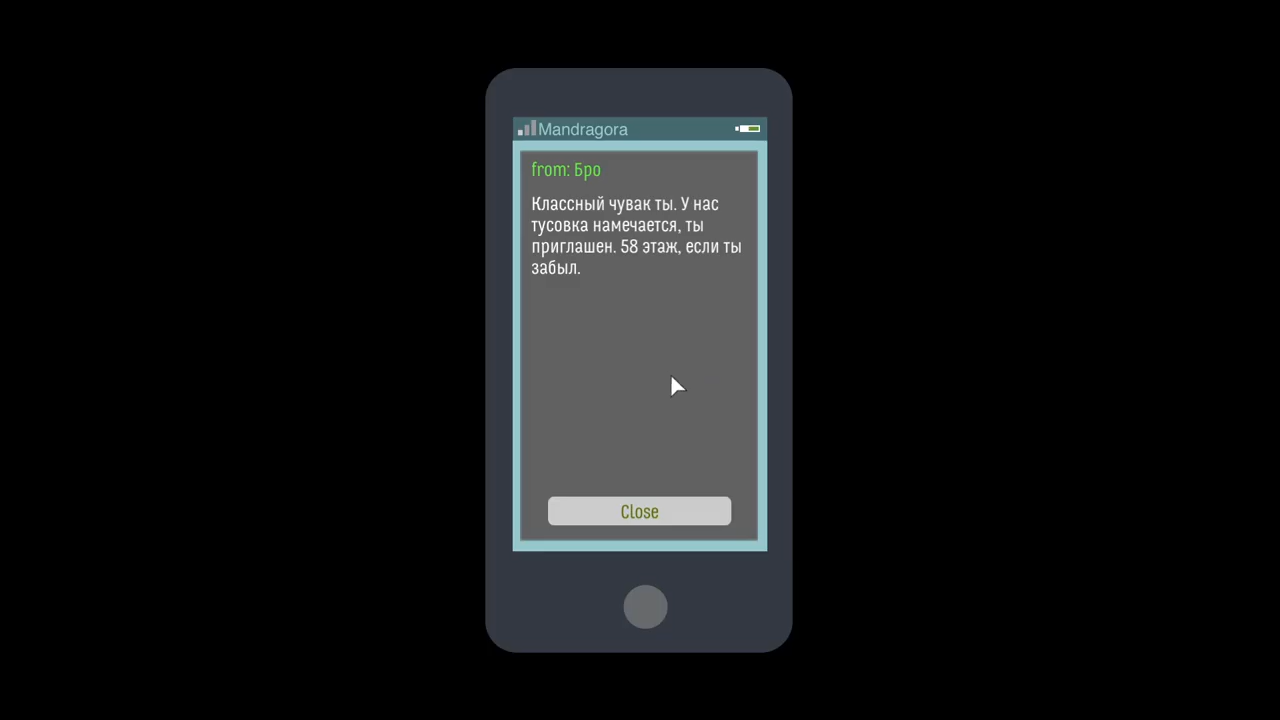 Mandragora
from: Бро
Классный чувак ты. У нас
тусовка намечается, ты
приглашен. 58 этаж, если ты
забыл.
Close